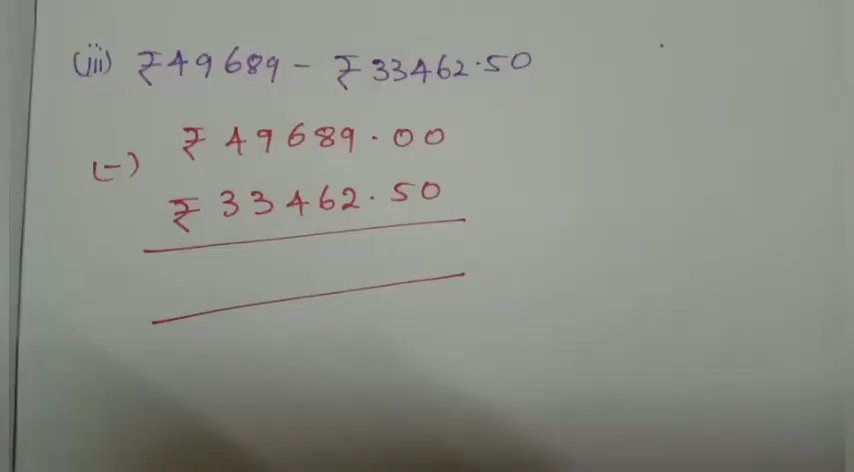 (iii) ₹49689 - ₹33462.50
₹49689.00
(-)
₹33462.50